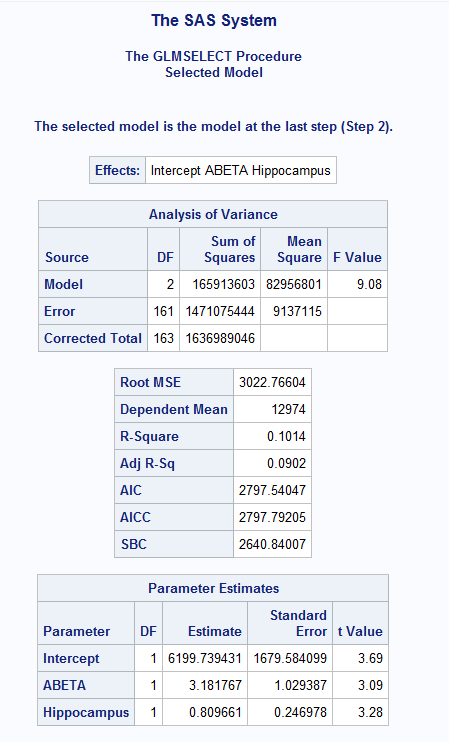 The SAS System
The GLMSELECT Procedure
Selected Model
The selected model is the model at the last step (Step 2).
Effects: Intercept ABETA Hippocampus
Analysis of Variance
Source DF Sum of Squares Mean Square F Value
Model 2 165913603 82956801 9.08
Error 161 1471075444 9137115
Corrected Total 163 1636989046
Root MSE 3022.76604
Dependent Mean 12974
R-Square 0.1014
Adj R-Sq 0.0902
AIC 2797.54047
AICC 2797.79205
SBC 2640.84007
Parameter Estimates
Parameter DF Estimate Standard Error t Value
Intercept 1 6199.739431 1679.584099 3.69
ABETA 1 3.181767 1.029387 3.09
Hippocampus 1 0.809661 0.246978 3.28